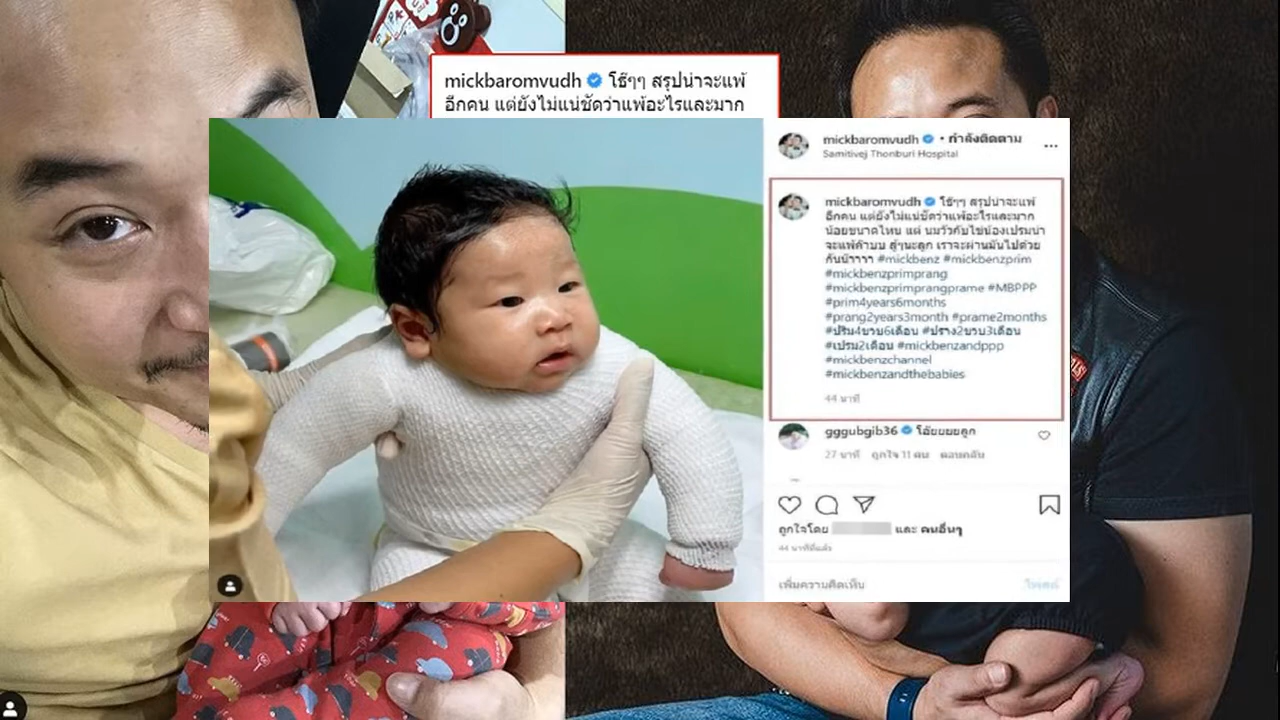 mickbaromvudh โธ๊ๆๆ สรุปน่าจะแพ้
อีกคน แต่ยังไม่แน่ชัดว่าแพ้อะไรและมาก
mickbaromvudh • กำลังติดตาม
Samitivej Thonburi Hospital
mickbaromvudh โธ๊ๆๆ สรุปน่าจะแพ้
อีกคน แต่ยังไม่แน่ชัดว่าแพ้อะไรและมาก
น้อยขนาดไหน แต่ นมวัวกับไข่น้องเปรมน่า
จะแพ้ค้าบบ สู้ๆนะลูก เราจะผ่านมันไปด้วย
กันน้าาาา #mickbenz #mickbenzprim
#mickbenzprimprang
#mickbenzprimprangprame #MBPPP
#prim4years6months
#prang2years3month #prame2months
#ปริม4ขวบ6เดือน #ปราง2ขวบ3เดือน
#เปรม2เดือน #mickbenzandppp
#mickbenzchannel
#mickbenzandthebabies
44 นาที
gggubgib36 โอ๊ยยยยลูก
27 นาที ถูกใจ 11 คน ตอบกลับ
ถูกใจโดย และ คนอื่นๆ
44 นาทีที่แล้ว
เพิ่มความคิดเห็น
โพสต์